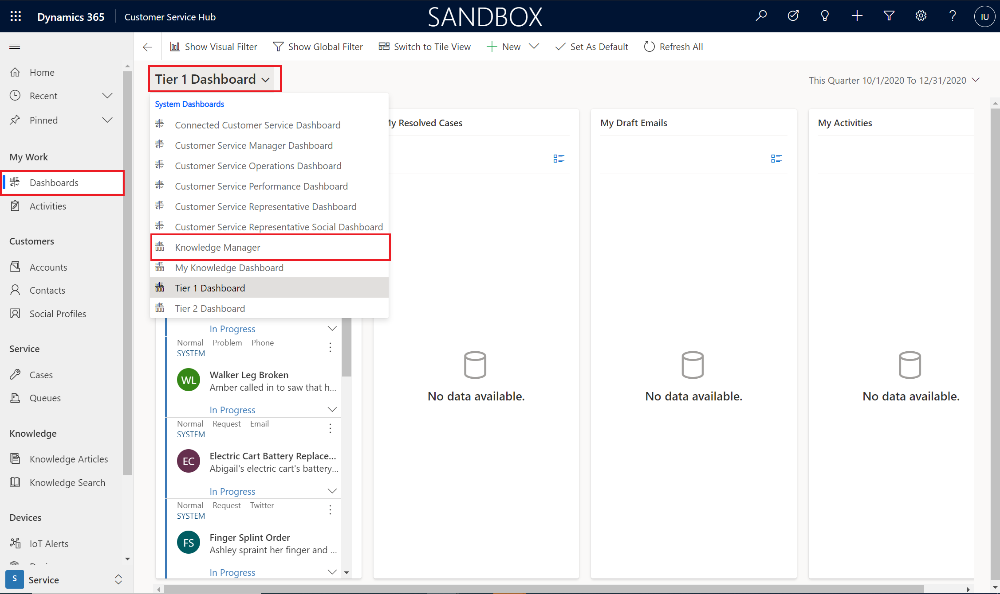 Dynamics 365
Customer Service Hub
SANDBOX
IU
Show Visual Filter
Show Global Filter
Switch to Tile View
New
Set As Default
Refresh All
Home
Recent
Pinned
My Work
Dashboards
Activities
Customers
Accounts
Contacts
Social Profiles
Service
Cases
Queues
Knowledge
Knowledge Articles
Knowledge Search
Devices
IoT Alerts
S
Service
Tier 1 Dashboard
This Quarter 10/1/2020 To 12/31/2020
System Dashboards
Connected Customer Service Dashboard
Customer Service Manager Dashboard
Customer Service Operations Dashboard
Customer Service Performance Dashboard
Customer Service Representative Dashboard
Customer Service Representative Social Dashboard
Knowledge Manager
My Knowledge Dashboard
Tier 1 Dashboard
Tier 2 Dashboard
In Progress
Normal Problem Phone
SYSTEM
WL
Walker Leg Broken
Amber called in to saw that h...
In Progress
Normal Request Email
SYSTEM
EC
Electric Cart Battery Replace...
Abigail's electric cart's battery...
In Progress
Normal Request Twitter
SYSTEM
FS
Finger Splint Order
Ashley spraint her finger and ...
In Progress
My Resolved Cases
No data available.
My Draft Emails
No data available.
My Activities
No data available.